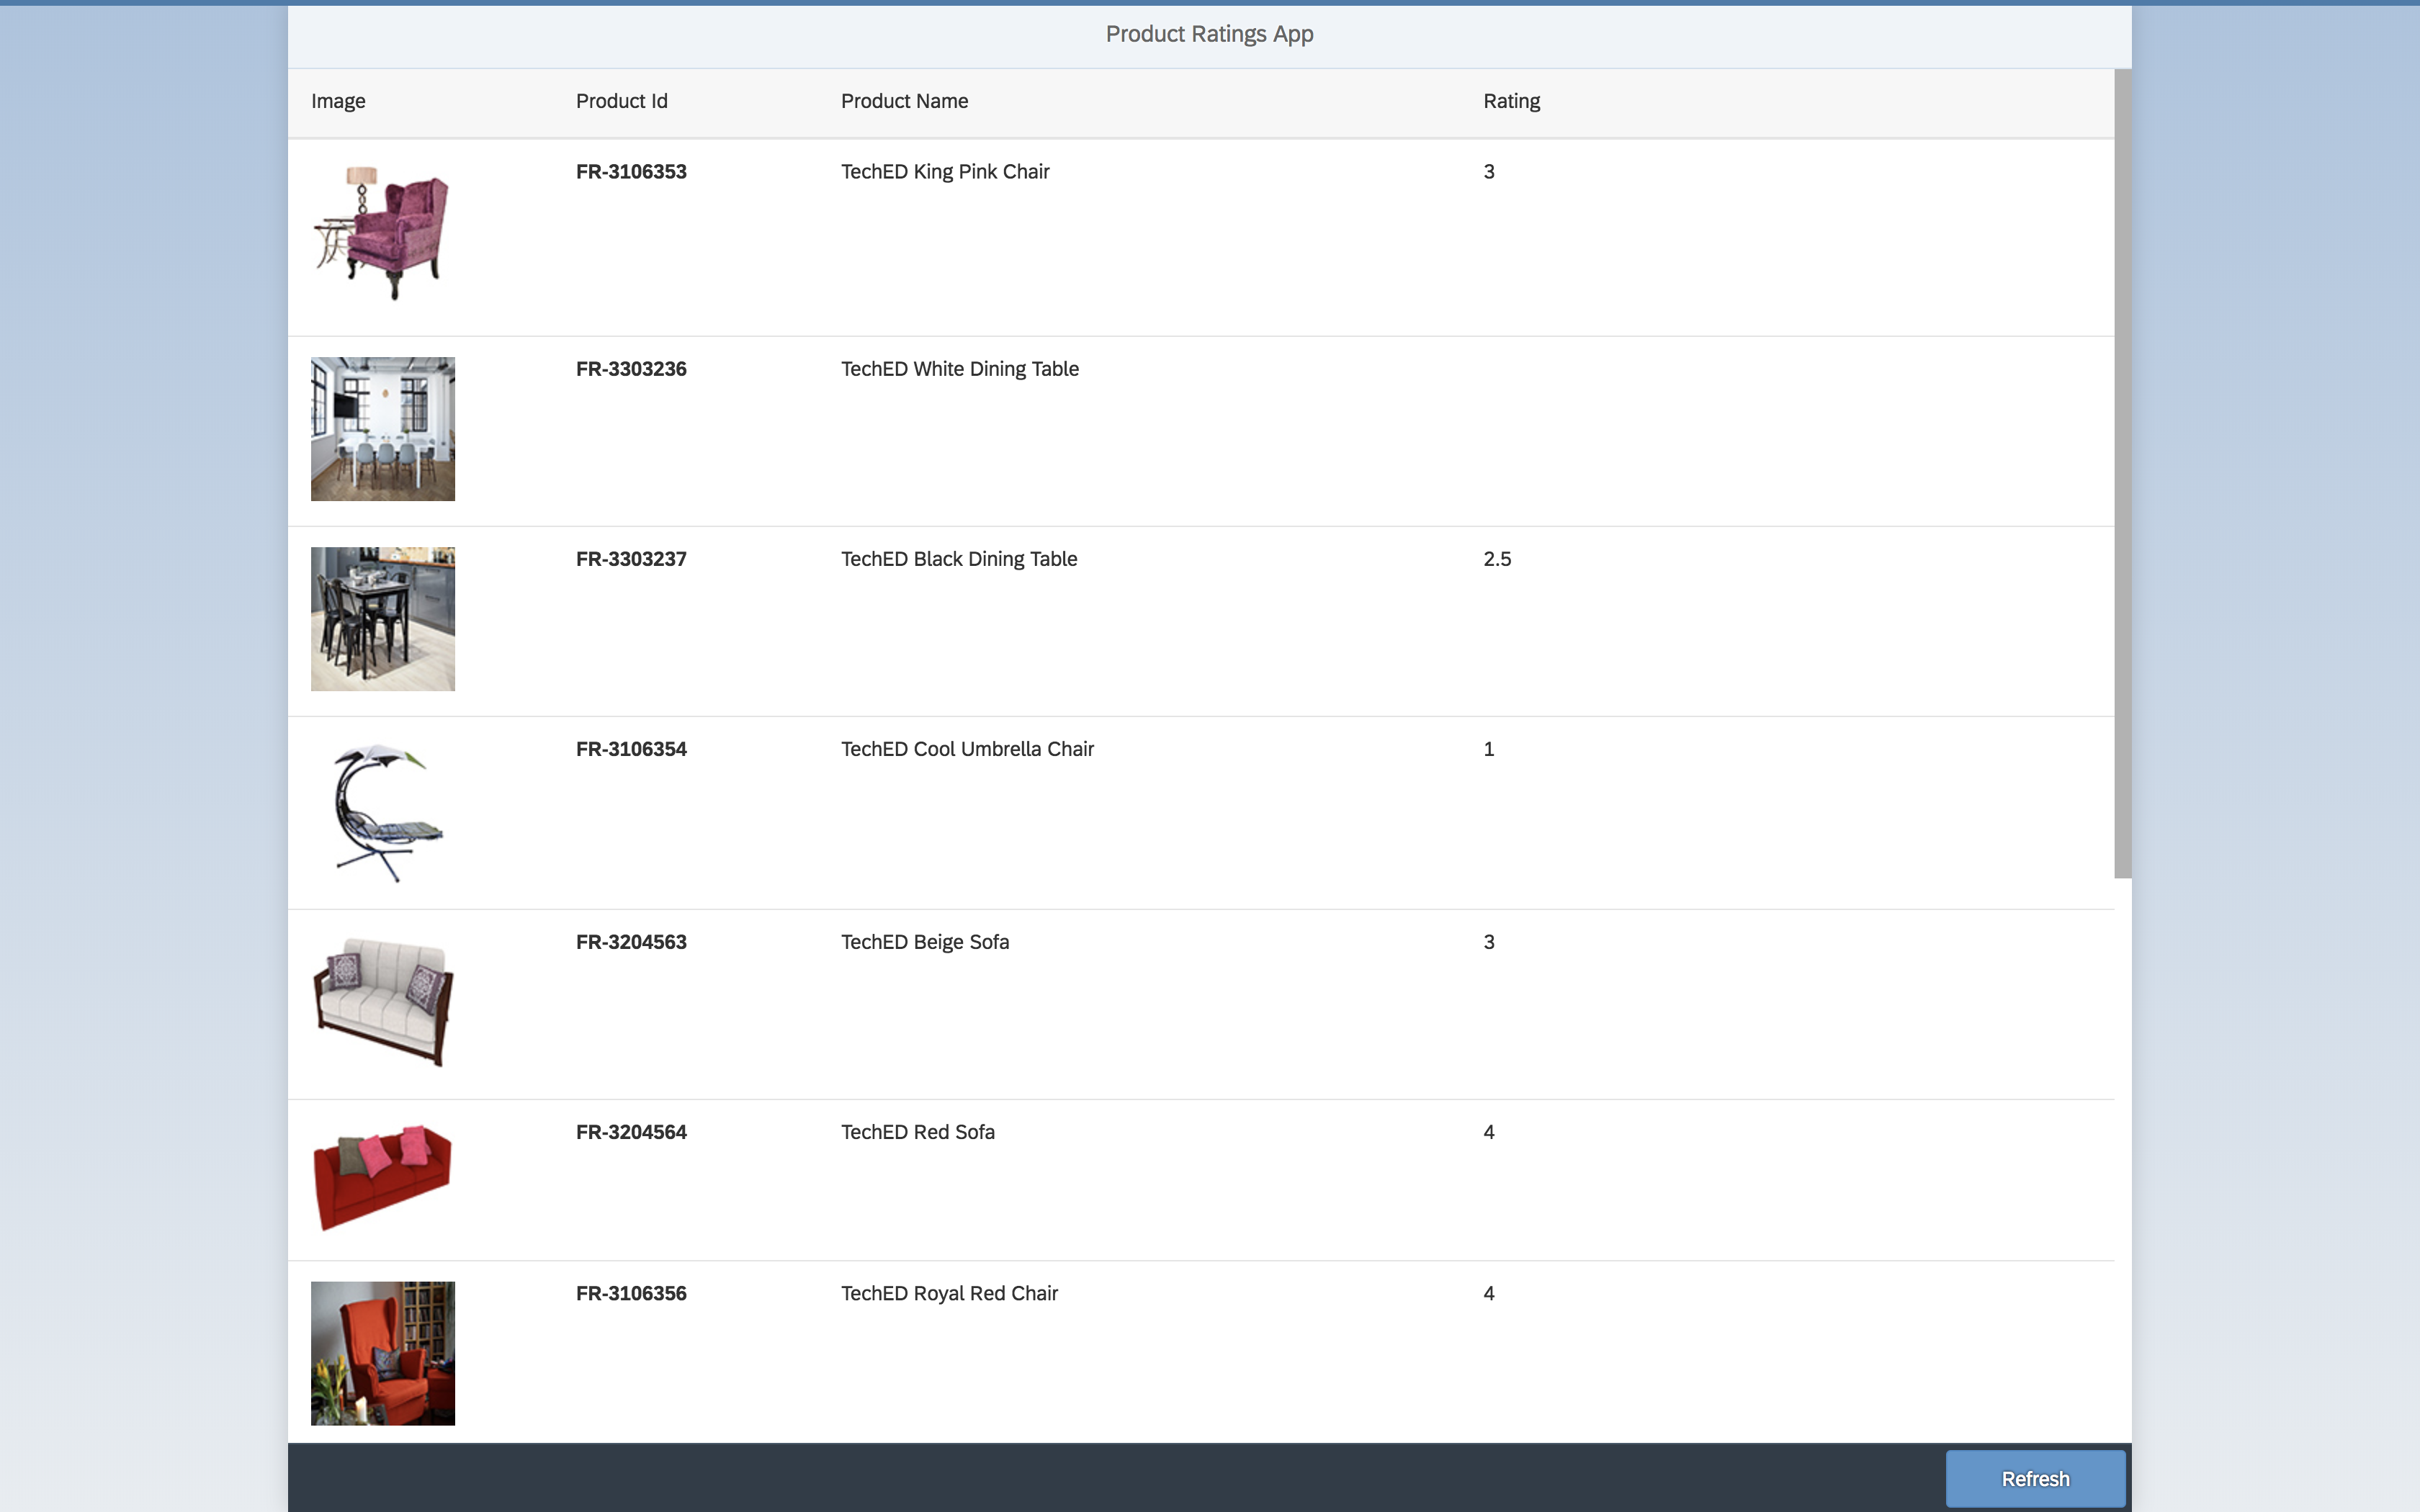 Product Ratings App
Image Product Id Product Name Rating
FR-3106353 TechED King Pink Chair 3
FR-3303236 TechED White Dining Table
FR-3303237 TechED Black Dining Table 2.5
FR-3106354 TechED Cool Umbrella Chair 1
FR-3204563 TechED Beige Sofa 3
FR-3204564 TechED Red Sofa 4
FR-3106356 TechED Royal Red Chair 4
Refresh